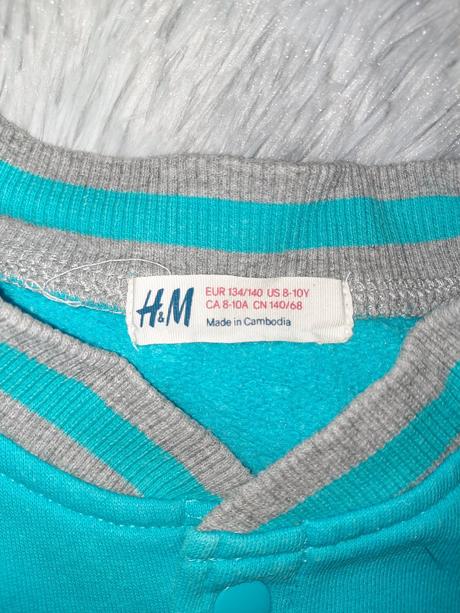 H&M
EUR 134/140 US 8-10Y
CA 8-10A CN 140/68
Made in Cambodia